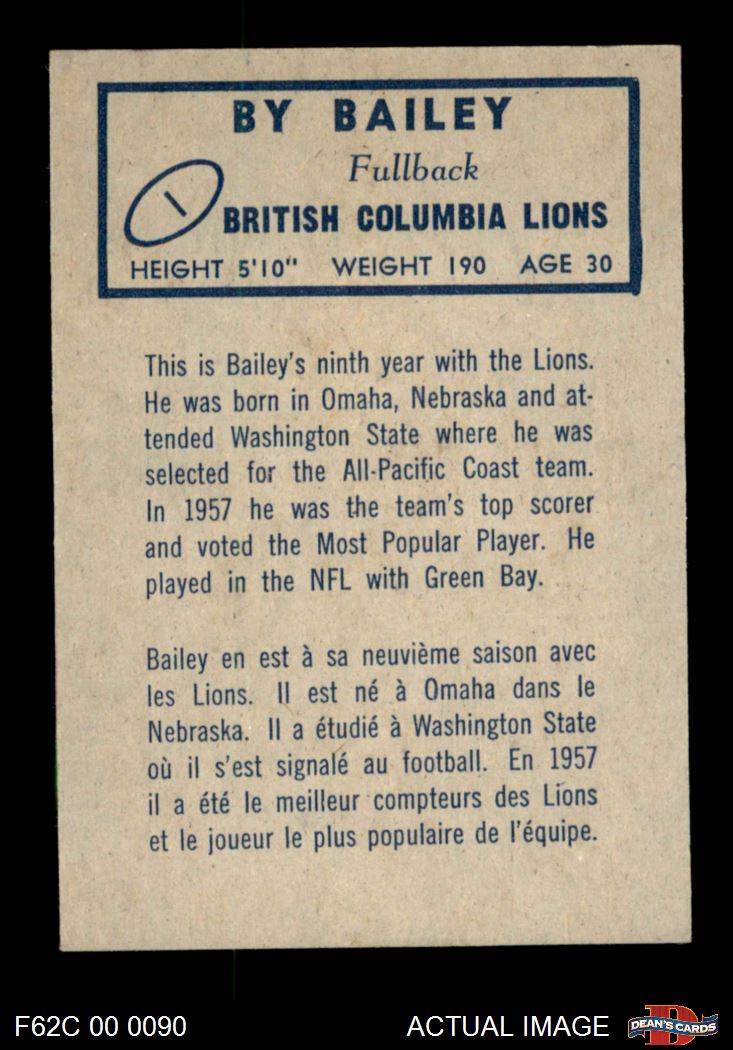 BY BAILEY
Fullback
1
BRITISH COLUMBIA LIONS
HEIGHT 5'10" WEIGHT 190 AGE 30
This is Bailey's ninth year with the Lions.
He was born in Omaha, Nebraska and at-
tended Washington State where he was
selected for the All-Pacific Coast team.
In 1957 he was the team's top scorer
and voted the Most Popular Player. He
played in the NFL with Green Bay.
Bailey en est à sa neuvième saison avec
les Lions. Il est né à Omaha dans le
Nebraska. Il a étudié à Washington State
où il s'est signalé au football. En 1957
il a été le meilleur compteurs des Lions
et le joueur le plus populaire de l'équipe.
F62C 00 0090 ACTUAL IMAGE
D
DEAN'S CARDS